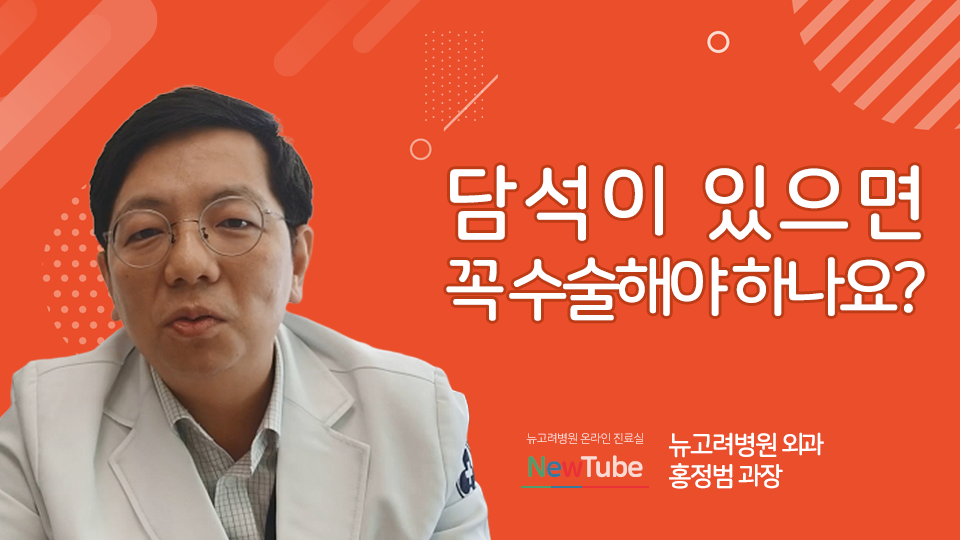 담석이 있으면
꼭 수술해야 하나요?
뉴고려병원 온라인 진료실
NewTube
뉴고려병원 외과
홍정범 과장